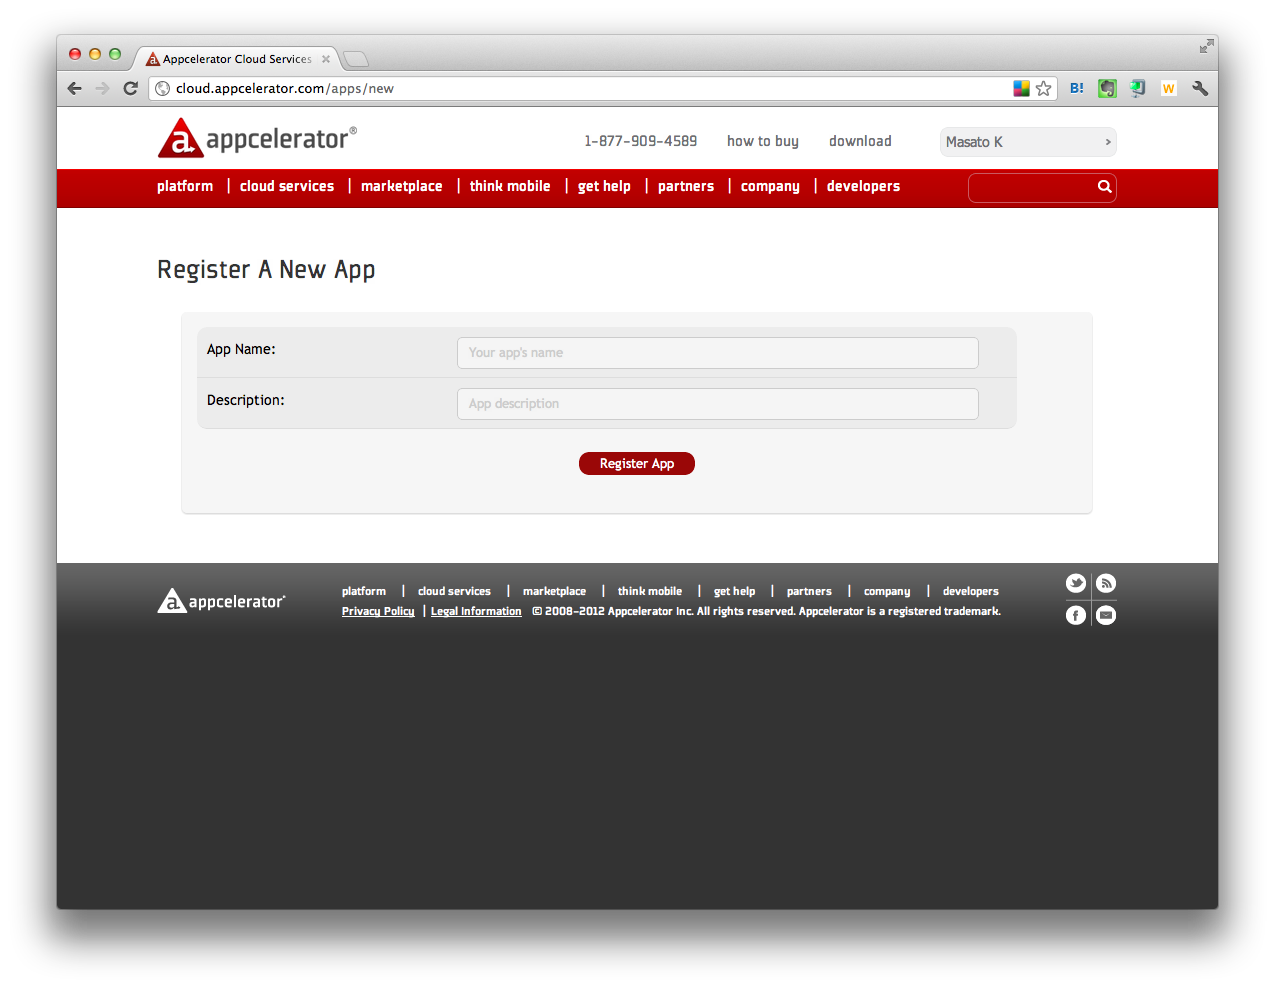 Appcelerator Cloud Services
cloud.appcelerator.com/apps/new
B!
W
a appcelerator®
1-877-909-4589 how to buy download Masato K >
platform | cloud services | marketplace | think mobile | get help | partners | company | developers
Register A New App
App Name: Your app's name
Description: App description
Register App
a appcelerator®
platform | cloud services | marketplace | think mobile | get help | partners | company | developers
Privacy Policy | Legal Information © 2008-2012 Appcelerator Inc. All rights reserved. Appcelerator is a registered trademark.
f